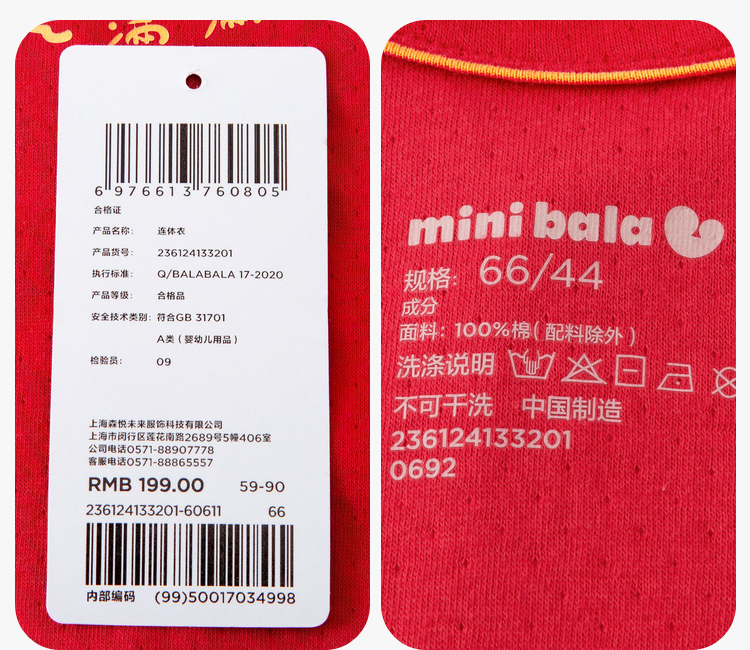 满
6 976613 760805
合格证
产品名称: 连体衣
产品货号: 236124133201
执行标准: Q/BALABALA 17-2020
产品等级: 合格品
安全技术类别: 符合GB 31701
A类 ( 婴幼儿用品 )
检验员: 09
上海森悦未来服饰科技有限公司
上海市闵行区莲花南路2689号5幢406室
公司电话0571-88907778
客服电话0571-88865557
RMB 199.00 59-90
236124133201-60611 66
内部编码 (99)50017034998
mini bala
规格: 66/44
成分
面料: 100%棉 ( 配料除外 )
洗涤说明
不可干洗 中国制造
236124133201
0692